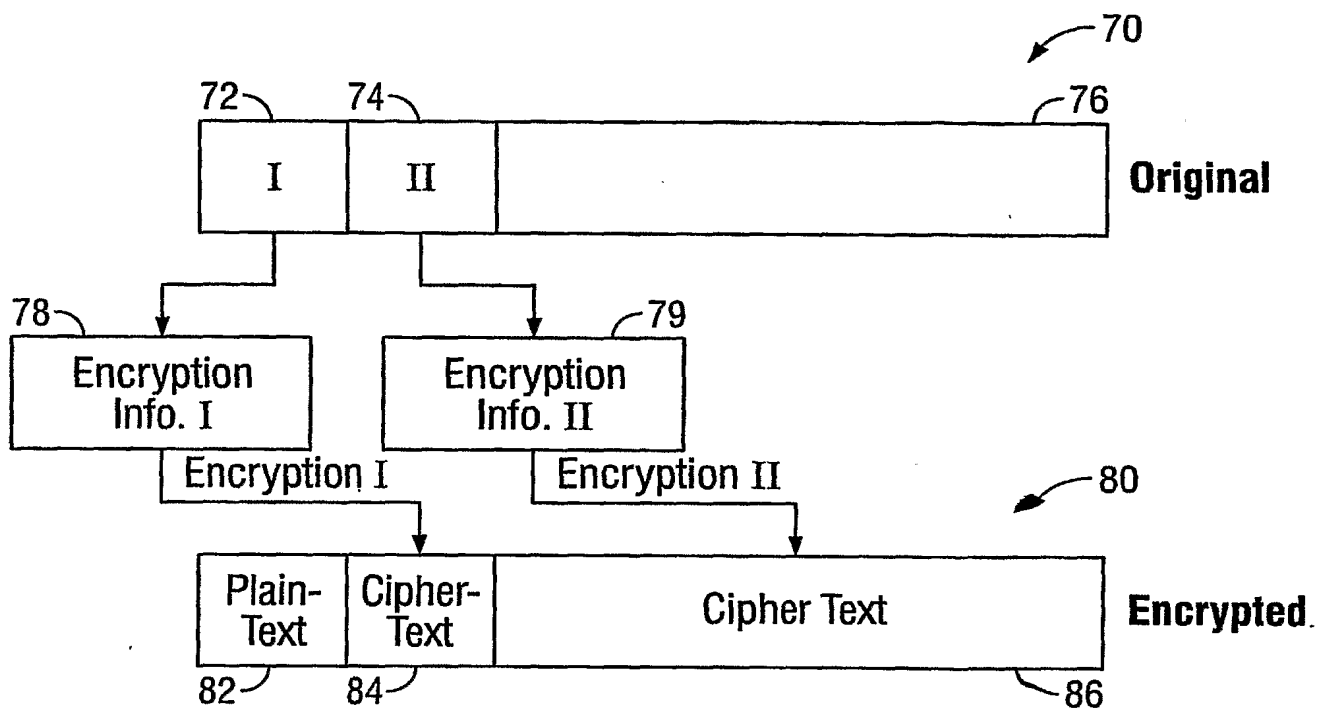 70
72
74
76
I
II
Original
78
79
Encryption
Info. I
Encryption
Info. II
Encryption I
Encryption II
80
Plain-
Text
Cipher-
Text
Cipher Text
Encrypted
82
84
86